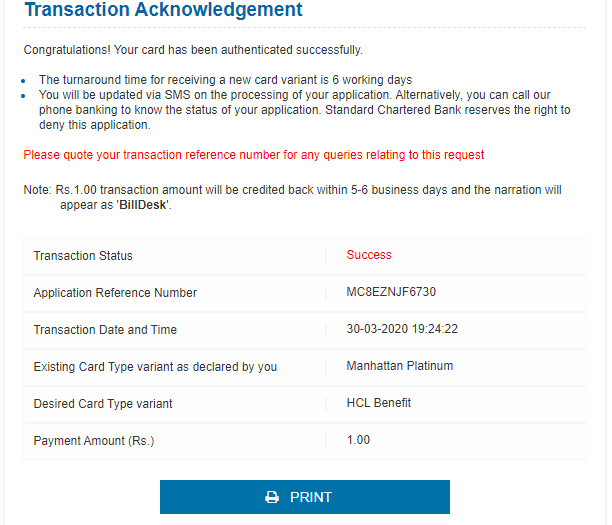 Transaction Acknowledgement
Congratulations! Your card has been authenticated successfully.
The turnaround time for receiving a new card variant is 6 working days
You will be updated via SMS on the processing of your application. Alternatively, you can call our
phone banking to know the status of your application. Standard Chartered Bank reserves the right to
deny this application.
Please quote your transaction reference number for any queries relating to this request
Note: Rs.1.00 transaction amount will be credited back within 5-6 business days and the narration will
appear as 'BillDesk'.
Transaction Status Success
Application Reference Number MC8EZNJF6730
Transaction Date and Time 30-03-2020 19:24:22
Existing Card Type variant as declared by you Manhattan Platinum
Desired Card Type variant HCL Benefit
Payment Amount (Rs.) 1.00
PRINT